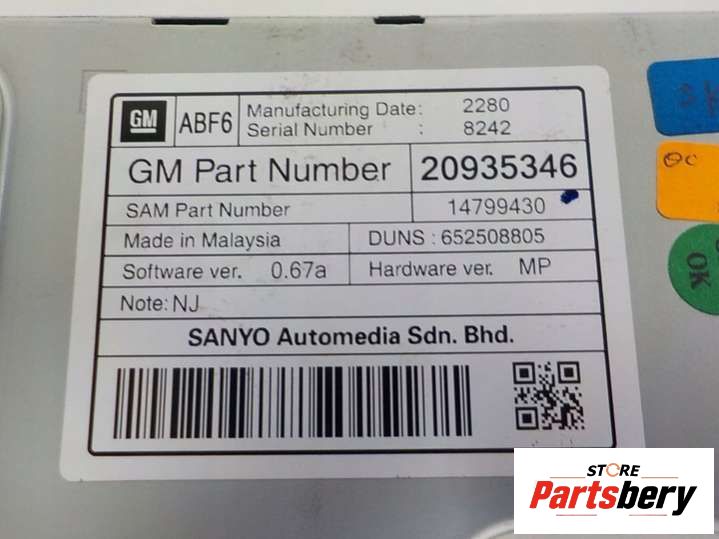 GM ABF6 Manufacturing Date: 2280
Serial Number : 8242
GM Part Number 20935346
SAM Part Number 14799430
Made in Malaysia DUNS : 652508805
Software ver. 0.67a Hardware ver. MP
Note: NJ
SANYO Automedia Sdn. Bhd.
QC
OK
STORE
Partsbery